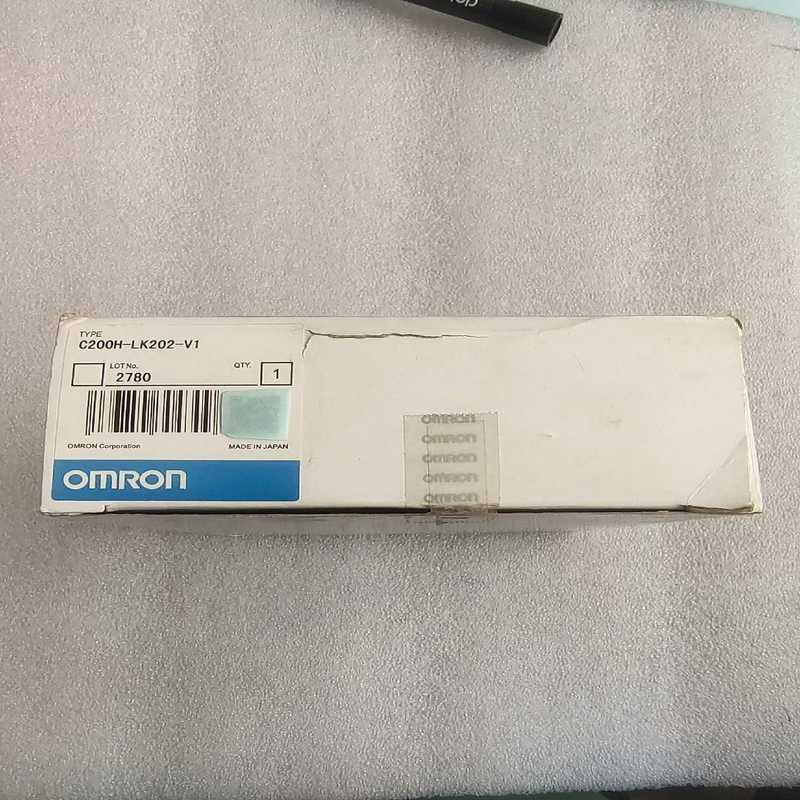 TYPE
C200H-LK202-V1
LOT No.
QTY.
2780
1
OMRON Corporation
MADE IN JAPAN
OMRON
OMRON
OMRON
OMRON
OMRON
OMRON